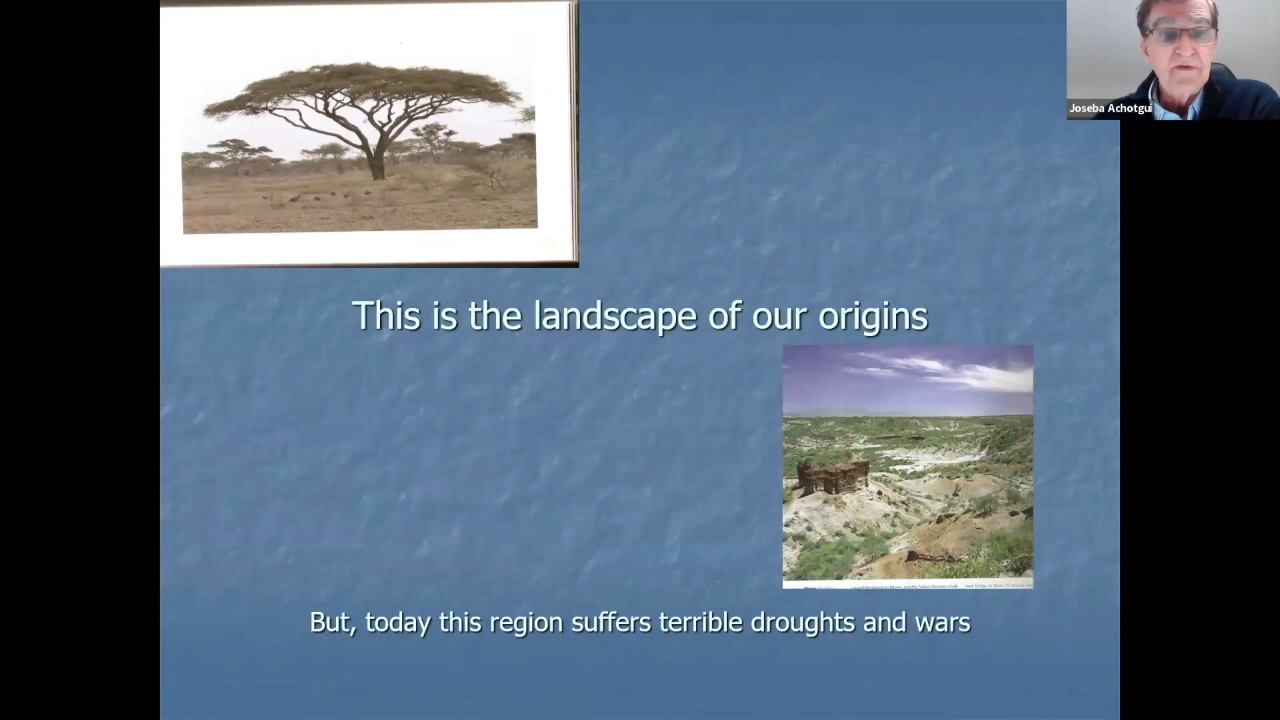 Joseba Achotgui
This is the landscape of our origins
But, today this region suffers terrible droughts and wars